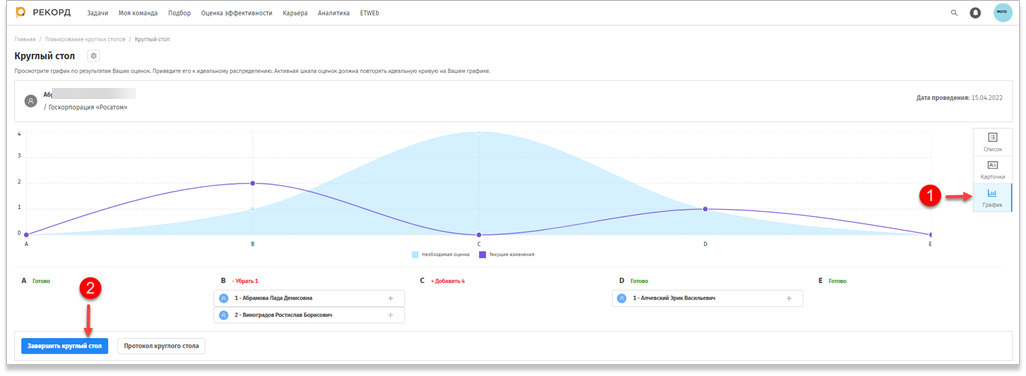 РЕКОРД Задачи Моя команда Подбор Оценка эффективности Карьера Аналитика ETWEb ФОТО
Главная / Планирование круглых столов / Круглый стол
Круглый стол
Просмотрите график по результатам Ваших оценок. Приведите его к идеальному распределению. Активная шкала оценок должна повторять идеальную кривую на Вашем графике.
/ Госкорпорация «Росатом»
Дата проведения: 15.04.2022
4
3
2
1
0
A B C D E
Необходимая оценка Текущие изменения
Список
Карточки
График
1
A Готово B - Убрать 1 C + Добавить 4 D Готово E Готово
1 - Абрамова Лада Денисовна + 1 - Алчевский Эрик Васильевич +
2 - Виноградов Ростислав Борисович +
2
Завершить круглый стол Протокол круглого стола